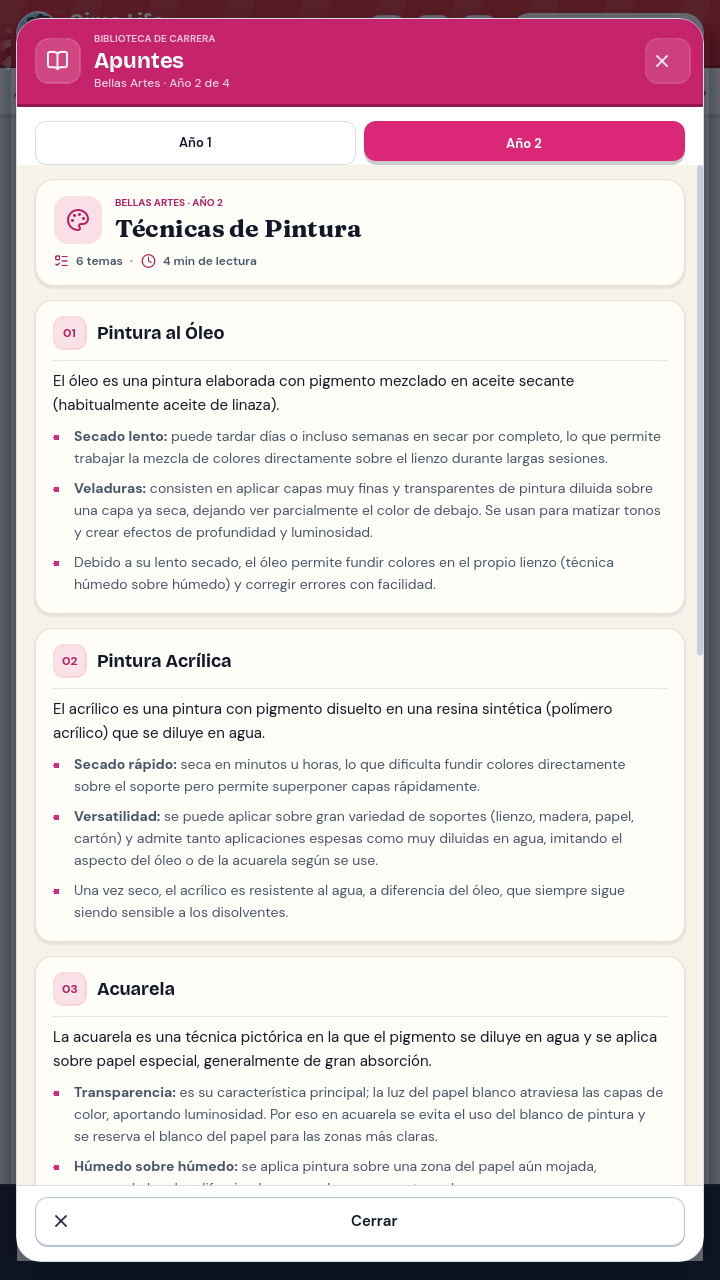 BIBLIOTECA DE CARRERA
Apuntes
Bellas Artes · Año 2 de 4
Año 1
Año 2
BELLAS ARTES · AÑO 2
Técnicas de Pintura
6 temas · 4 min de lectura
01 Pintura al Óleo
El óleo es una pintura elaborada con pigmento mezclado en aceite secante
(habitualmente aceite de linaza).
Secado lento: puede tardar días o incluso semanas en secar por completo, lo que permite
trabajar la mezcla de colores directamente sobre el lienzo durante largas sesiones.
Veladuras: consisten en aplicar capas muy finas y transparentes de pintura diluida sobre
una capa ya seca, dejando ver parcialmente el color de debajo. Se usan para matizar tonos
y crear efectos de profundidad y luminosidad.
Debido a su lento secado, el óleo permite fundir colores en el propio lienzo (técnica
húmedo sobre húmedo) y corregir errores con facilidad.
02 Pintura Acrílica
El acrílico es una pintura con pigmento disuelto en una resina sintética (polímero
acrílico) que se diluye en agua.
Secado rápido: seca en minutos u horas, lo que dificulta fundir colores directamente
sobre el soporte pero permite superponer capas rápidamente.
Versatilidad: se puede aplicar sobre gran variedad de soportes (lienzo, madera, papel,
cartón) y admite tanto aplicaciones espesas como muy diluidas en agua, imitando el
aspecto del óleo o de la acuarela según se use.
Una vez seco, el acrílico es resistente al agua, a diferencia del óleo, que siempre sigue
siendo sensible a los disolventes.
03 Acuarela
La acuarela es una técnica pictórica en la que el pigmento se diluye en agua y se aplica
sobre papel especial, generalmente de gran absorción.
Transparencia: es su característica principal; la luz del papel blanco atraviesa las capas de
color, aportando luminosidad. Por eso en acuarela se evita el uso del blanco de pintura y
se reserva el blanco del papel para las zonas más claras.
Húmedo sobre húmedo: se aplica pintura sobre una zona del papel aún mojada,
Cerrar